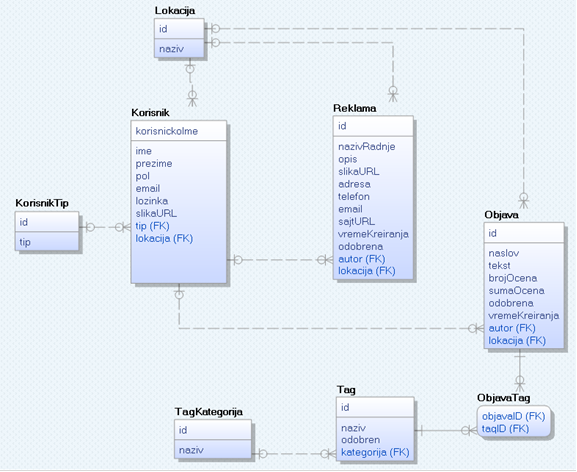 Lokacija
id
naziv
Korisnik
korisnickoIme
ime
prezime
pol
email
lozinka
slikaURL
tip (FK)
lokacija (FK)
Reklama
id
nazivRadnje
opis
slikaURL
adresa
telefon
email
sajtURL
vremeKreiranja
odobrena
autor (FK)
lokacija (FK)
KorisnikTip
id
tip
Objava
id
naslov
tekst
brojOcena
sumaOcena
odobrena
vremeKreiranja
autor (FK)
lokacija (FK)
TagKategorija
id
naziv
Tag
id
naziv
odobren
kategorija (FK)
ObjavaTag
objavaID (FK)
tagID (FK)